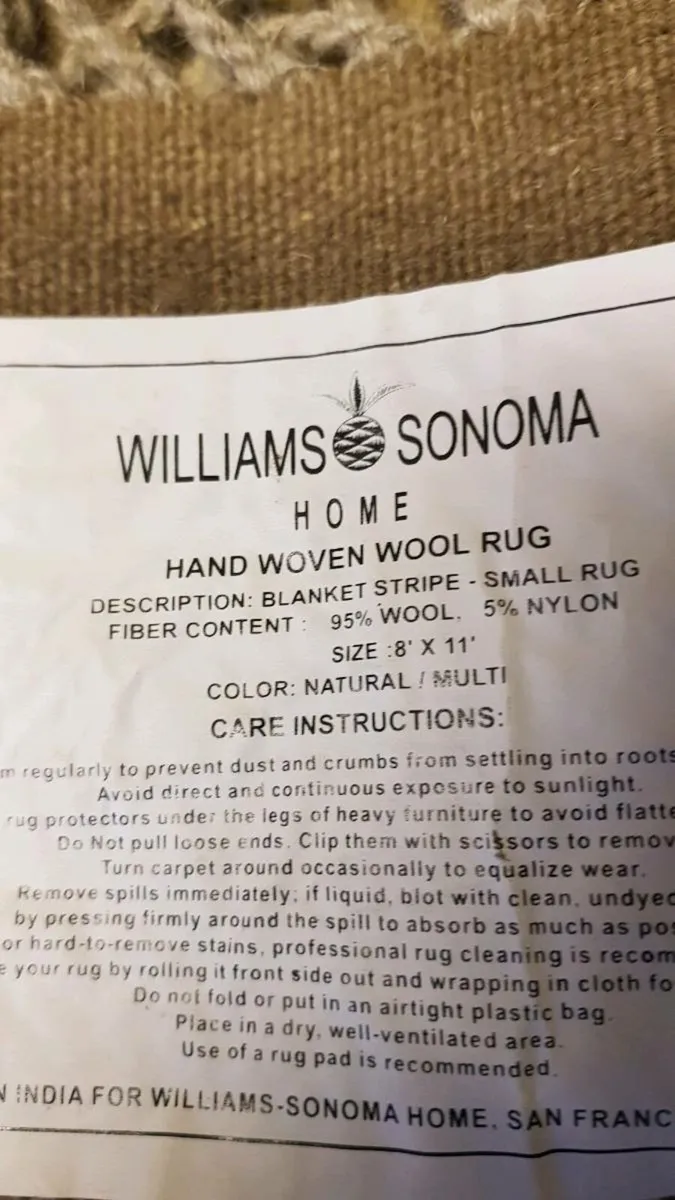 WILLIAMS SONOMA
HOME
HAND WOVEN WOOL RUG
DESCRIPTION: BLANKET STRIPE - SMALL RUG
FIBER CONTENT : 95% WOOL, 5% NYLON
SIZE :8' X 11'
COLOR: NATURAL / MULTI
CARE INSTRUCTIONS:
m regularly to prevent dust and crumbs from settling into roots
Avoid direct and continuous exposure to sunlight.
rug protectors under the legs of heavy furniture to avoid flatte
Do Not pull loose ends. Clip them with scissors to remov
Turn carpet around occasionally to equalize wear.
Remove spills immediately; if liquid, blot with clean, undyed
by pressing firmly around the spill to absorb as much as pos
or hard-to-remove stains, professional rug cleaning is recom
e your rug by rolling it front side out and wrapping in cloth fo
Do not fold or put in an airtight plastic bag.
Place in a dry, well-ventilated area.
Use of a rug pad is recommended.
N INDIA FOR WILLIAMS-SONOMA HOME, SAN FRANC